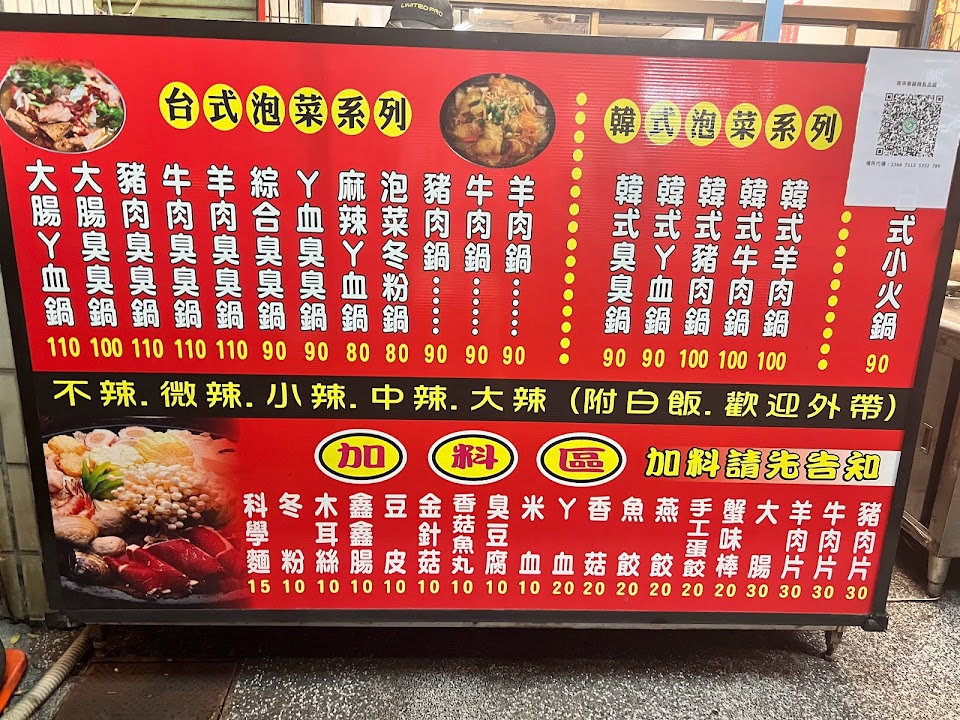 LIMITED PRO
台式泡菜系列
大腸丫血鍋 110
大腸臭臭鍋 100
豬肉臭臭鍋 110
牛肉臭臭鍋 110
羊肉臭臭鍋 110
綜合臭臭鍋 90
丫血臭臭鍋 90
麻辣丫血鍋 80
泡菜冬粉鍋 80
豬肉鍋...... 90
牛肉鍋...... 90
羊肉鍋...... 90
韓式泡菜系列
韓式臭臭鍋 90
韓式丫血鍋 90
韓式豬肉鍋 100
韓式牛肉鍋 100
韓式羊肉鍋 100
式小火鍋 90
不辣.微辣.小辣.中辣.大辣(附白飯.歡迎外帶)
加料區
加料請先告知
科學麵 15
冬粉 10
木耳絲 10
鑫鑫腸 10
豆皮 10
金針菇 10
香菇魚丸 10
臭豆腐 10
米血 10
丫血 20
香菇 20
魚餃 20
燕餃 20
手工蛋餃 20
蟹味棒 20
大腸 30
羊肉片 30
牛肉片 30
豬肉片 30